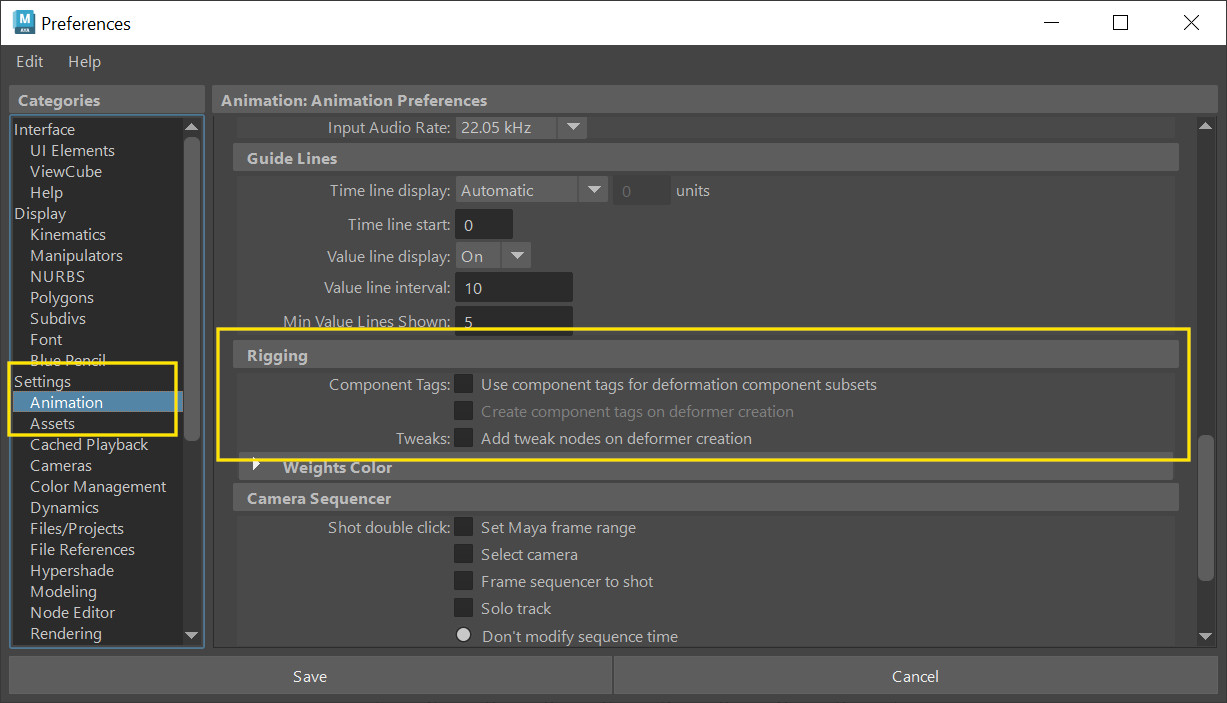 M
AYA
Preferences
Edit Help
Categories
Interface
UI Elements
ViewCube
Help
Display
Kinematics
Manipulators
NURBS
Polygons
Subdivs
Font
Blue Pencil
Settings
Animation
Assets
Cached Playback
Cameras
Color Management
Dynamics
Files/Projects
File References
Hypershade
Modeling
Node Editor
Rendering
Animation: Animation Preferences
Input Audio Rate: 22.05 kHz
Guide Lines
Time line display: Automatic 0 units
Time line start: 0
Value line display: On
Value line interval: 10
Min Value Lines Shown: 5
Rigging
Component Tags: Use component tags for deformation component subsets
Create component tags on deformer creation
Tweaks: Add tweak nodes on deformer creation
Weights Color
Camera Sequencer
Shot double click: Set Maya frame range
Select camera
Frame sequencer to shot
Solo track
Don't modify sequence time
Save Cancel